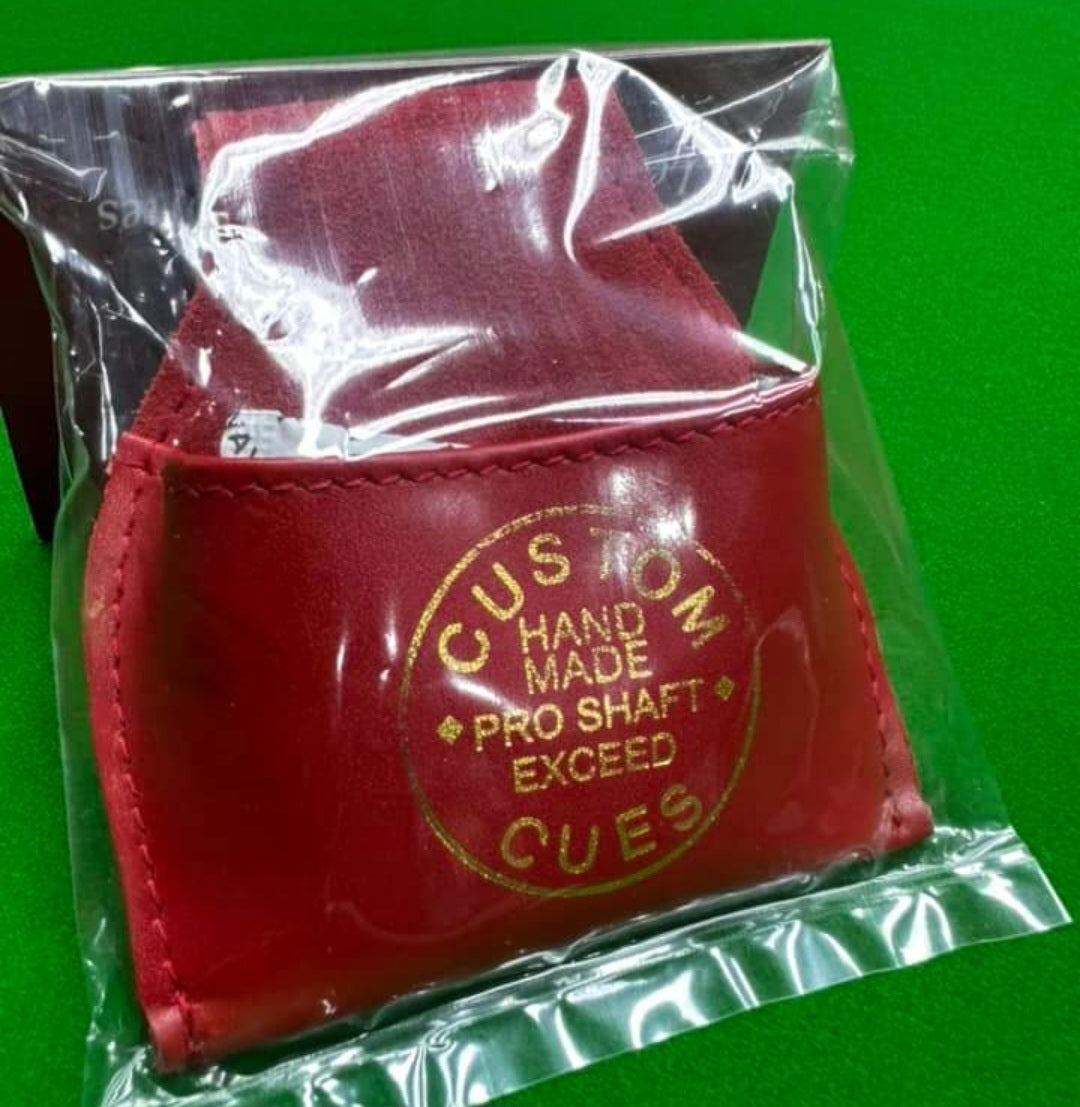 CUSTOM
HAND
MADE
PRO SHAFT
EXCEED
CUES